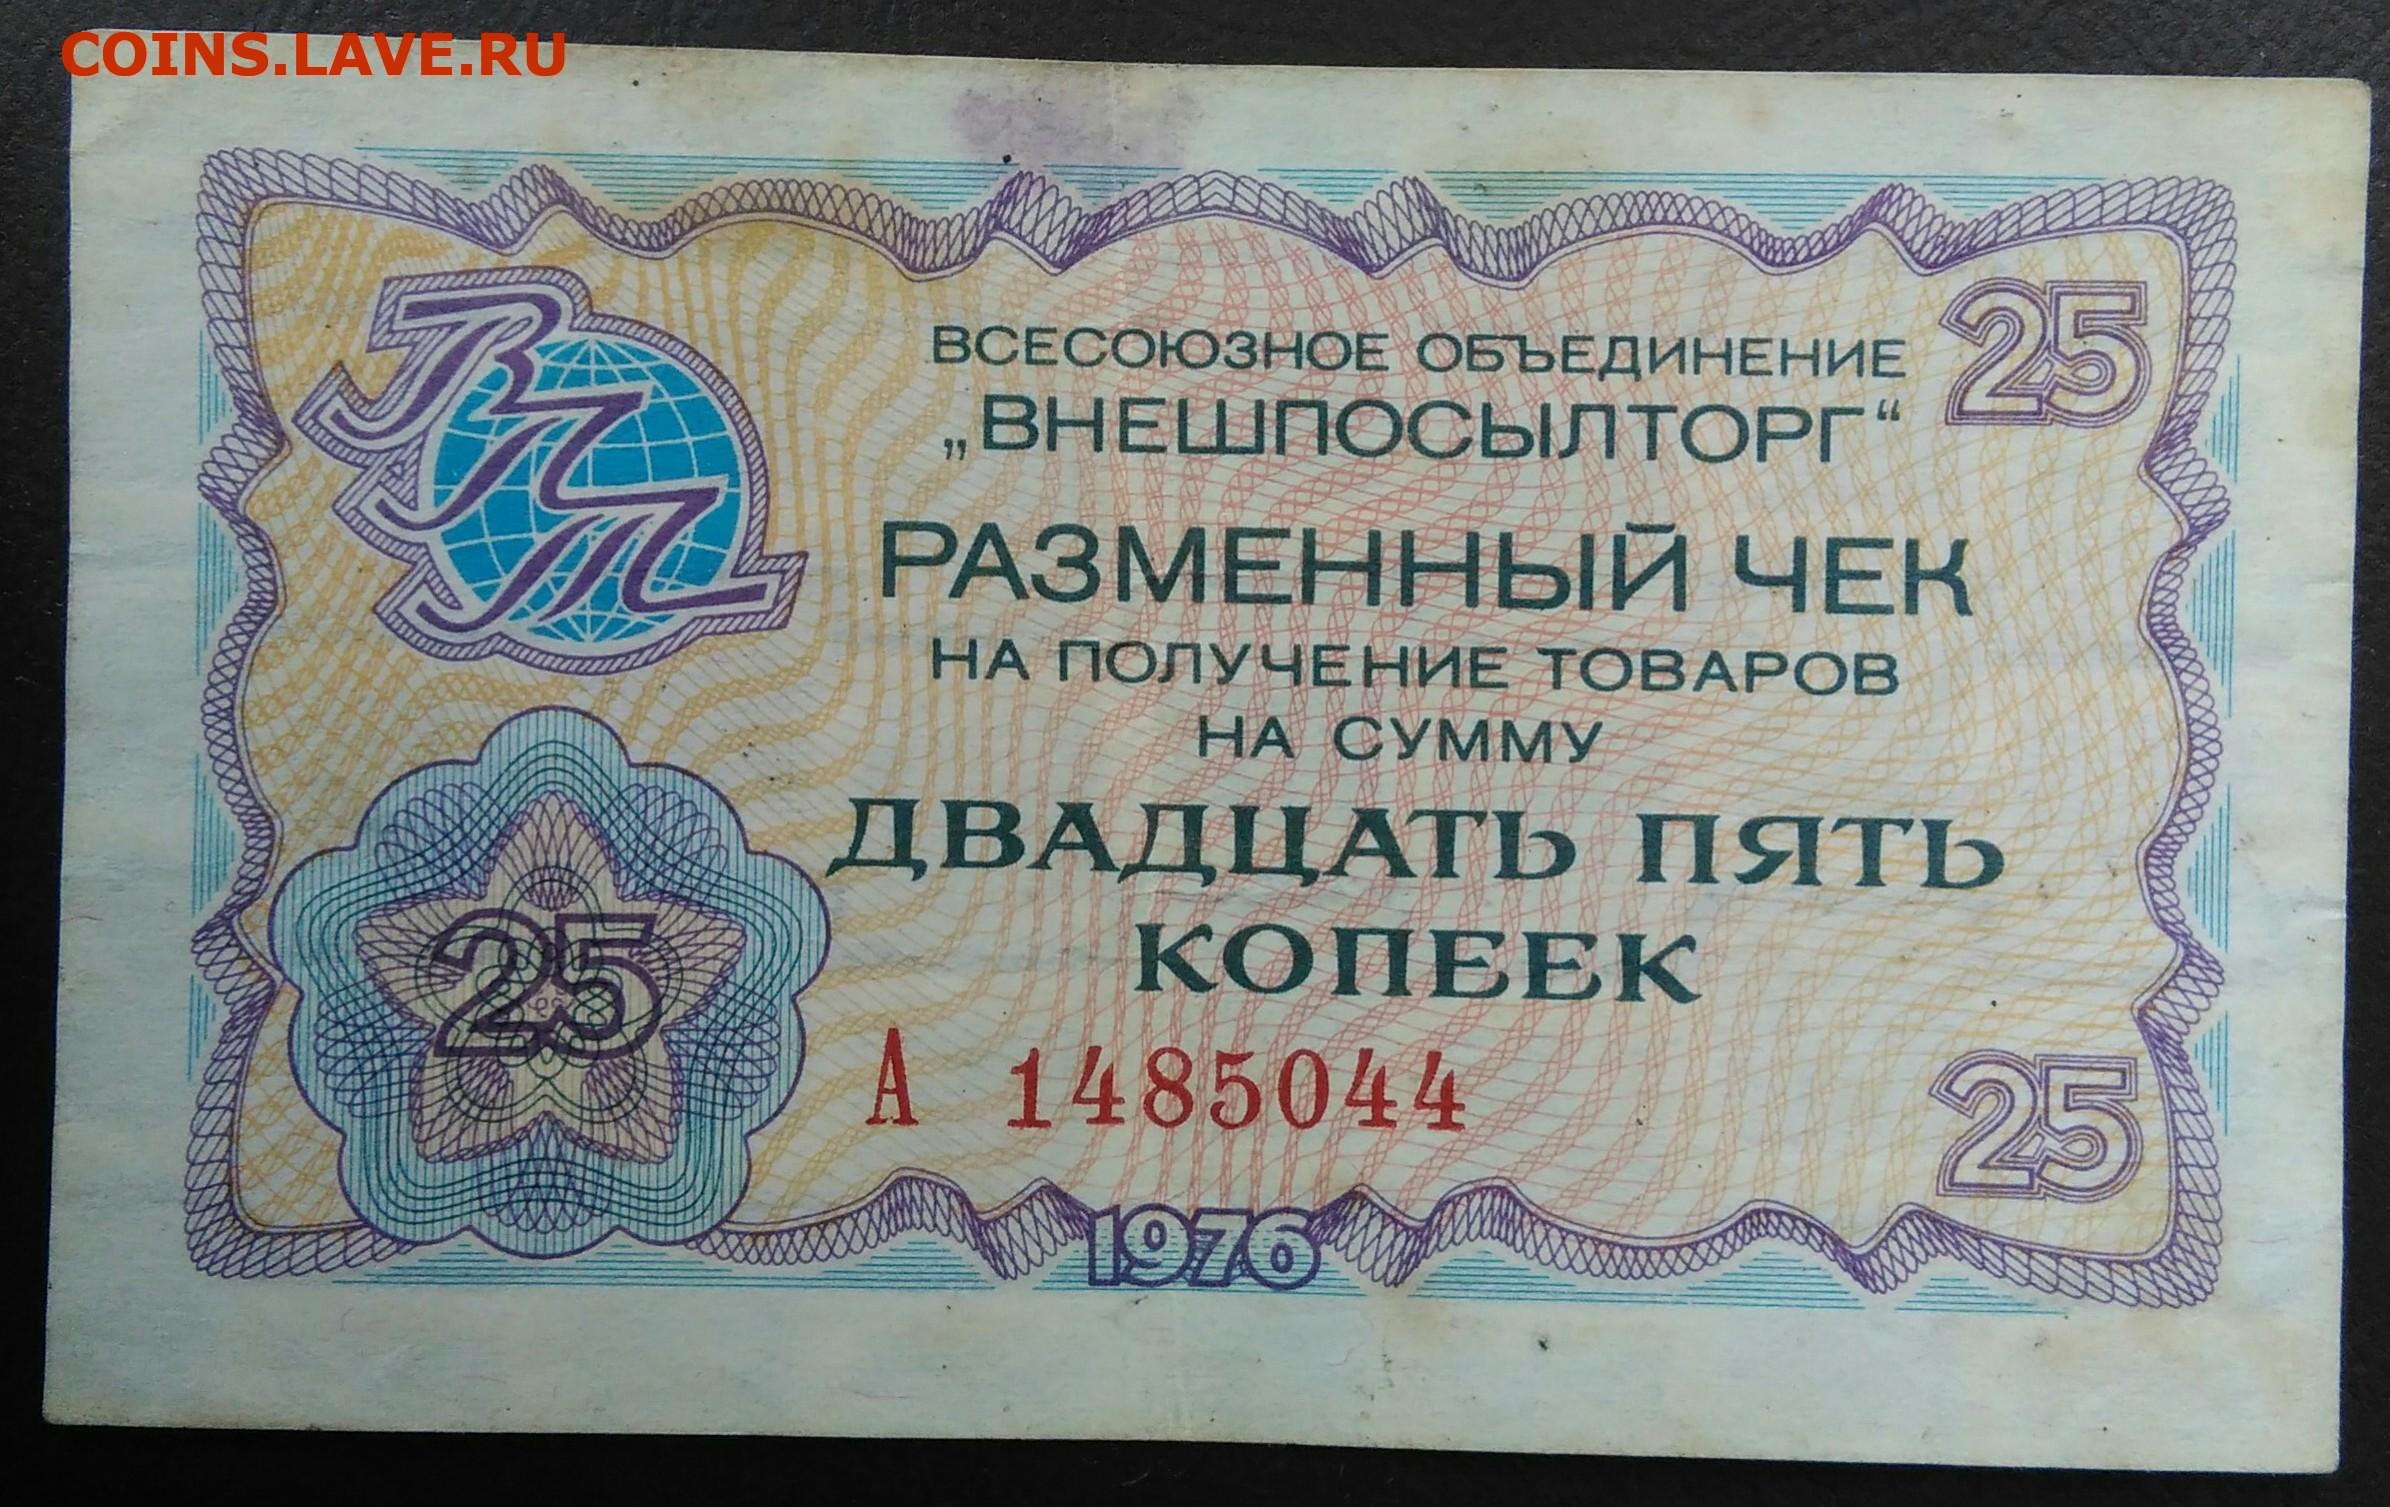 COINS.LAVE.RU
ВПТ
25
ВСЕСОЮЗНОЕ ОБЪЕДИНЕНИЕ
„ВНЕШПОСЫЛТОРГ“
РАЗМЕННЫЙ ЧЕК
НА ПОЛУЧЕНИЕ ТОВАРОВ
НА СУММУ
ДВАДЦАТЬ ПЯТЬ
КОПЕЕК
25
А 1485044
25
1976